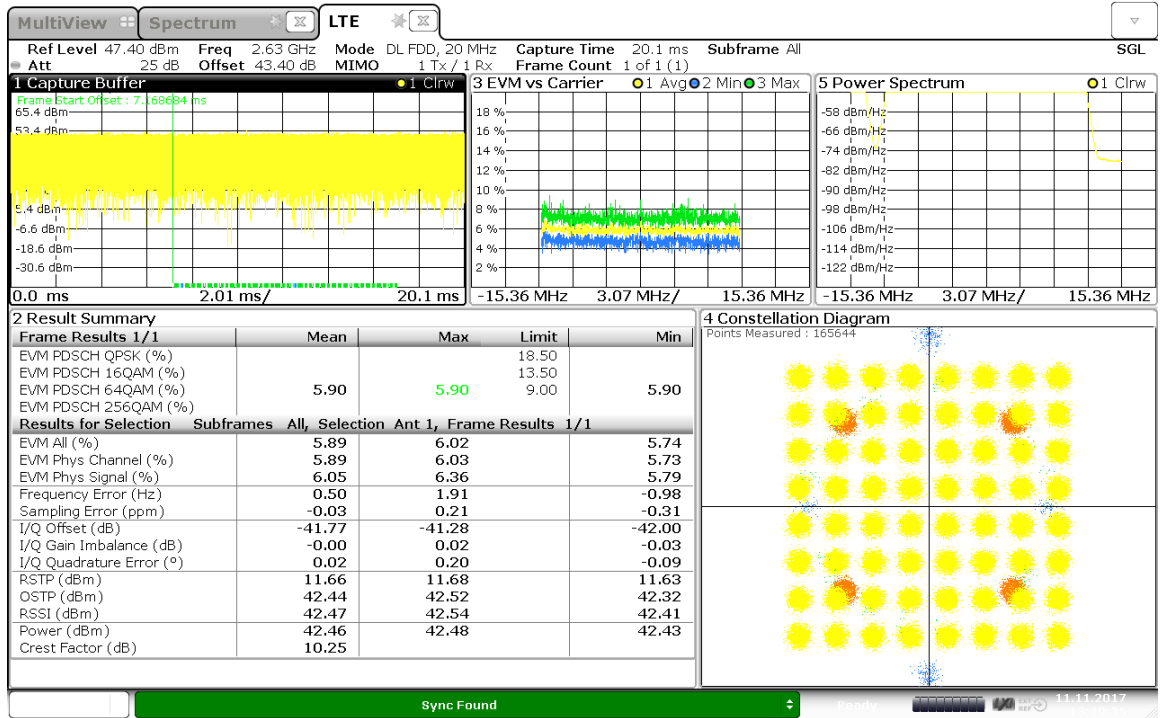 MultiView Spectrum LTE
Ref Level 47.40 dBm Freq 2.63 GHz Mode DL FDD, 20 MHz Capture Time 20.1 ms Subframe All SGL
Att 25 dB Offset 43.40 dB MIMO 1 Tx / 1 Rx Frame Count 1 of 1 (1)
1 Capture Buffer 1 Clrw
Frame Start Offset : 7.168684 ms
65.4 dBm
53.4 dBm
5.4 dBm
-6.6 dBm
-18.6 dBm
-30.6 dBm
0.0 ms 2.01 ms/ 20.1 ms
3 EVM vs Carrier 1 Avg 2 Min 3 Max
18 %
16 %
14 %
12 %
10 %
8 %
6 %
4 %
2 %
-15.36 MHz 3.07 MHz/ 15.36 MHz
5 Power Spectrum 1 Clrw
-58 dBm/Hz
-66 dBm/Hz
-74 dBm/Hz
-82 dBm/Hz
-90 dBm/Hz
-98 dBm/Hz
-106 dBm/Hz
-114 dBm/Hz
-122 dBm/Hz
-15.36 MHz 3.07 MHz/ 15.36 MHz
2 Result Summary
Frame Results 1/1 Mean Max Limit Min
EVM PDSCH QPSK (%) 18.50
EVM PDSCH 16QAM (%) 13.50
EVM PDSCH 64QAM (%) 5.90 5.90 9.00 5.90
EVM PDSCH 256QAM (%)
Results for Selection Subframes All, Selection Ant 1, Frame Results 1/1
EVM All (%) 5.89 6.02 5.74
EVM Phys Channel (%) 5.89 6.03 5.73
EVM Phys Signal (%) 6.05 6.36 5.79
Frequency Error (Hz) 0.50 1.91 -0.98
Sampling Error (ppm) -0.03 0.21 -0.31
I/Q Offset (dB) -41.77 -41.28 -42.00
I/Q Gain Imbalance (dB) -0.00 0.02 -0.03
I/Q Quadrature Error (°) 0.02 0.20 -0.09
RSTP (dBm) 11.66 11.68 11.63
OSTP (dBm) 42.44 42.52 42.32
RSSI (dBm) 42.47 42.54 42.41
Power (dBm) 42.46 42.48 42.43
Crest Factor (dB) 10.25
4 Constellation Diagram
Points Measured : 165644
Sync Found
Ready
LXI
11.11.2017